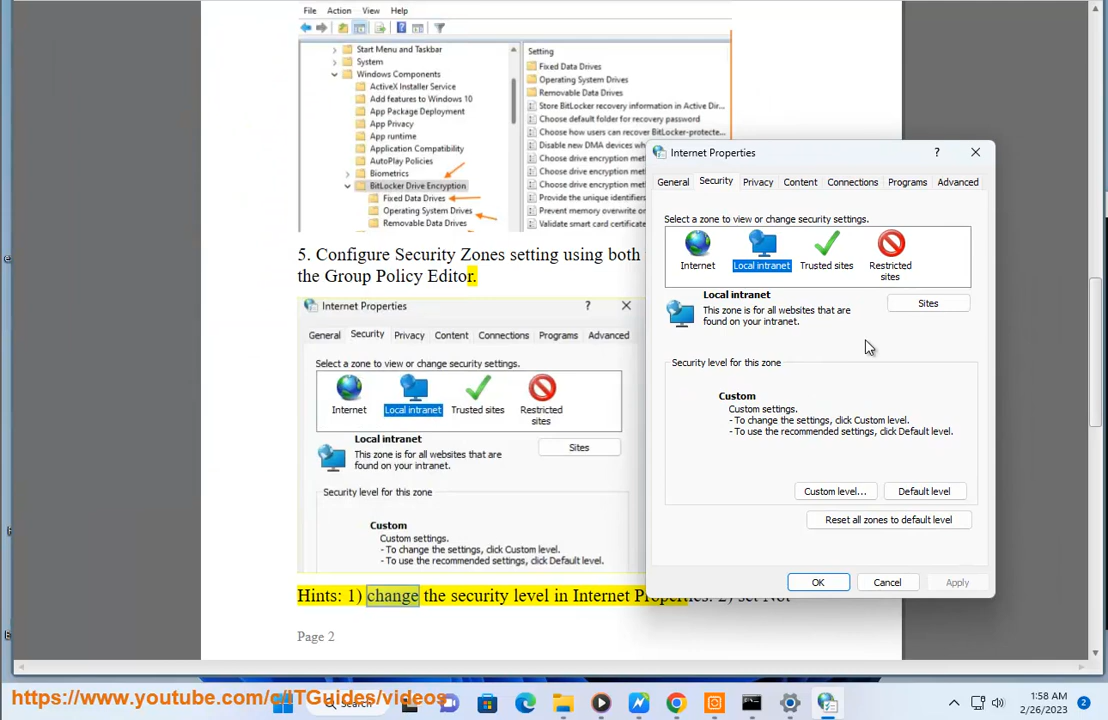 File Action View Help
Start Menu and Taskbar
System
Windows Components
ActiveX Installer Service
Add features to Windows 10
App Package Deployment
App Privacy
App runtime
Application Compatibility
AutoPlay Policies
Biometrics
BitLocker Drive Encryption
Fixed Data Drives
Operating System Drives
Removable Data Drives
Setting
Fixed Data Drives
Operating System Drives
Removable Data Drives
Store BitLocker recovery information in Active Dir...
Choose default folder for recovery password
Choose how users can recover BitLocker-protecte...
Disable new DMA devices wh
Choose drive encryption met
Choose drive encryption met
Choose drive encryption met
Provide the unique identifiers
Prevent memory overwrite or
Validate smart card certificate
5. Configure Security Zones setting using both
the Group Policy Editor.
Internet Properties ?
General Security Privacy Content Connections Programs Advanced
Select a zone to view or change security settings.
Internet Local intranet Trusted sites Restricted
sites
Local intranet
This zone is for all websites that are
found on your intranet.
Sites
Security level for this zone
Custom
Custom settings.
- To change the settings, click Custom level.
- To use the recommended settings, click Default level.
Hints: 1) change the security level in Internet Properties. 2) set Not
Page 2
Internet Properties ?
General Security Privacy Content Connections Programs Advanced
Select a zone to view or change security settings.
Internet Local intranet Trusted sites Restricted
sites
Local intranet
This zone is for all websites that are
found on your intranet.
Sites
Security level for this zone
Custom
Custom settings.
- To change the settings, click Custom level.
- To use the recommended settings, click Default level.
Custom level... Default level
Reset all zones to default level
OK Cancel Apply
https://www.youtube.com/c/ITGuides/videos
Search
1:58 AM
2/26/2023
2